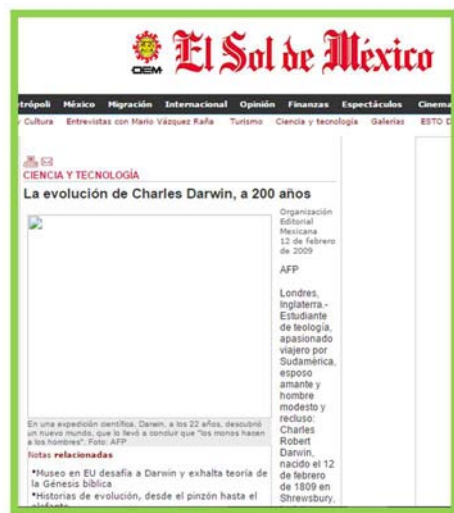 OEM
El Sol de México
trópoli México Migración Internacional Opinión Finanzas Espectáculos Cinema
Cultura Entrevistas con Mario Vázquez Raña Turismo Ciencia y tecnología Galerías ESTO D
CIENCIA Y TECNOLOGÍA
La evolución de Charles Darwin, a 200 años
Organización
Editorial
Mexicana
12 de febrero
de 2009
AFP
Londres,
Inglaterra.-
Estudiante
de teología,
apasionado
viajero por
Sudamérica,
esposo
amante y
hombre
modesto y
recluso:
Charles
Robert
Darwin,
nacido el 12
de febrero
de 1809 en
Shrewsbury,
En una expedición científica, Darwin, a los 22 años, descubrió
un nuevo mundo, que lo llevó a concluir que "los monos hacen
a los hombres". Foto: AFP
Notas relacionadas
*Museo en EU desafía a Darwin y exhalta teoría de
la Génesis bíblica
*Historias de evolución, desde el pinzón hasta el